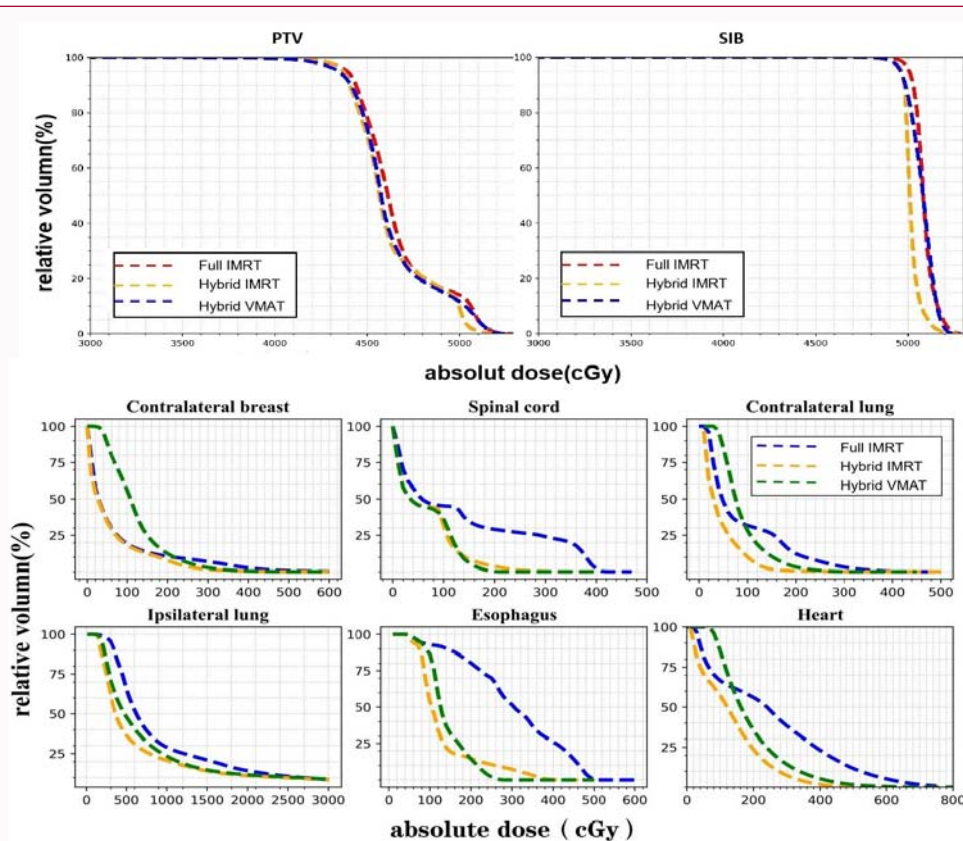 PTV SIB
100 100
80 80
60 60
40 40
20 20
0 0
3000 3500 4000 4500 5000 3000 3500 4000 4500 5000
relative volumn(%)
Full IMRT Full IMRT
Hybrid IMRT Hybrid IMRT
Hybrid VMAT Hybrid VMAT
absolut dose(cGy)
Contralateral breast Spinal cord Contralateral lung
100 100 100
75 75 75
50 50 50
25 25 25
Full IMRT
Hybrid IMRT
Hybrid VMAT
0 100 200 300 400 500 600 0 100 200 300 400 500 0 100 200 300 400 500
Ipsilateral lung Esophagus Heart
100 100 100
75 75 75
50 50 50
25 25 25
0 500 1000 1500 2000 2500 3000 0 100 200 300 400 500 600 0 200 400 600 800
relative volumn(%)
absolute dose ( cGy )